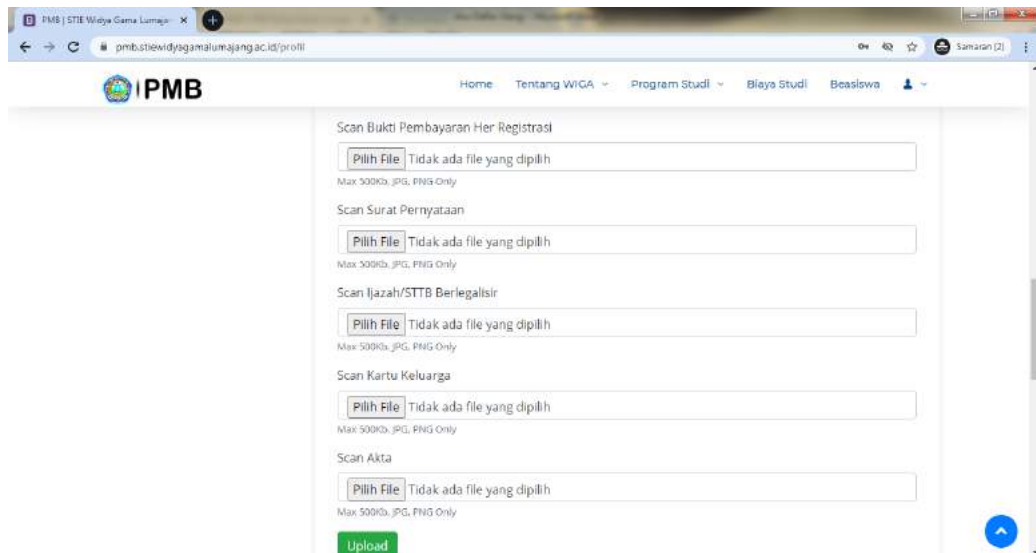 PMB | STIE Widya Gama Lumaja
pmb.stiewidyagamalumajang.ac.id/profil
Samaran (2)
PMB
Home Tentang WIGA Program Studi Biaya Studi Beasiswa
Scan Bukti Pembayaran Her Registrasi
Pilih File Tidak ada file yang dipilih
Max 500Kb, JPG, PNG Only
Scan Surat Pernyataan
Pilih File Tidak ada file yang dipilih
Max 500Kb, JPG, PNG Only
Scan Ijazah/STTB Berlegalisir
Pilih File Tidak ada file yang dipilih
Max 500Kb, JPG, PNG Only
Scan Kartu Keluarga
Pilih File Tidak ada file yang dipilih
Max 500Kb, JPG, PNG Only
Scan Akta
Pilih File Tidak ada file yang dipilih
Max 500Kb, JPG, PNG Only
Upload